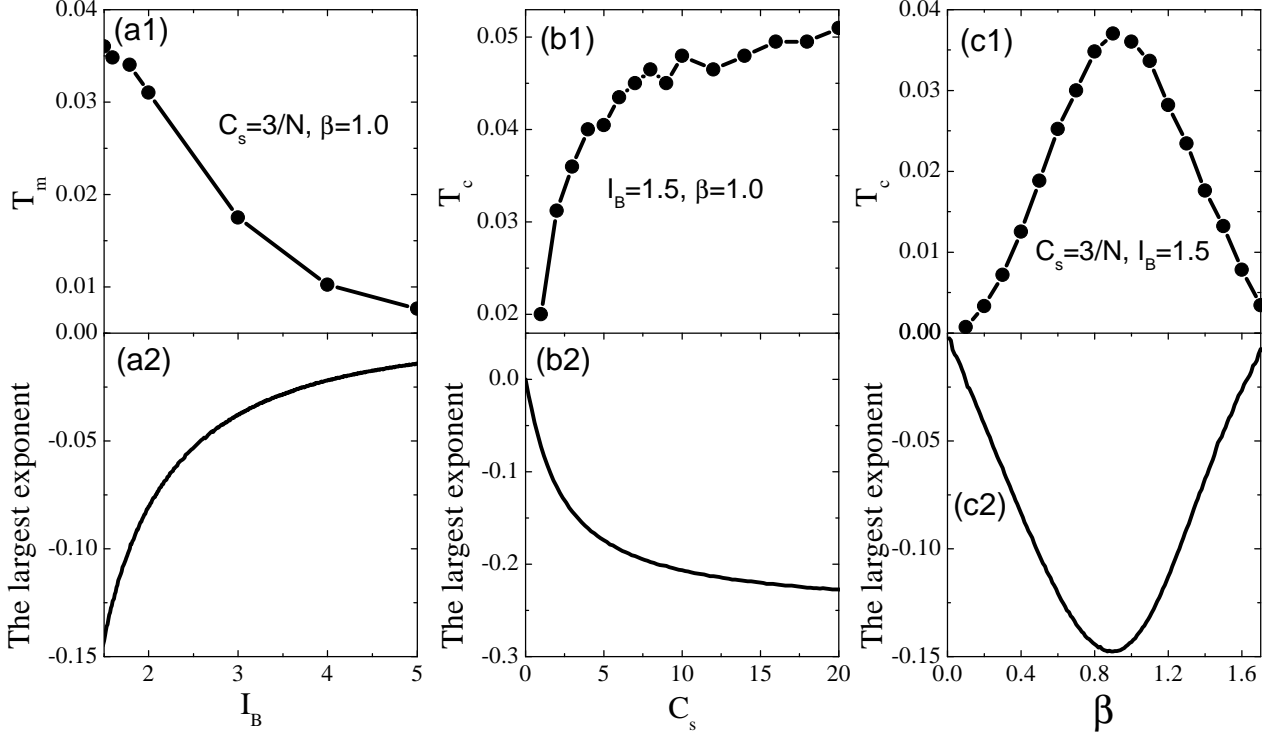 (a1)
T_m
0.04
0.03
0.02
0.01
0.00
C_s=3/N, β=1.0
(b1)
T_c
0.05
0.04
0.03
0.02
I_B=1.5, β=1.0
(c1)
T_c
0.04
0.03
0.02
0.01
0.00
C_s=3/N, I_B=1.5
(a2)
The largest exponent
-0.05
-0.10
-0.15
2 3 4 5
I_B
(b2)
The largest exponent
0.0
-0.1
-0.2
-0.3
0 5 10 15 20
C_s
(c2)
The largest exponent
-0.05
-0.10
-0.15
0.0 0.4 0.8 1.2 1.6
β